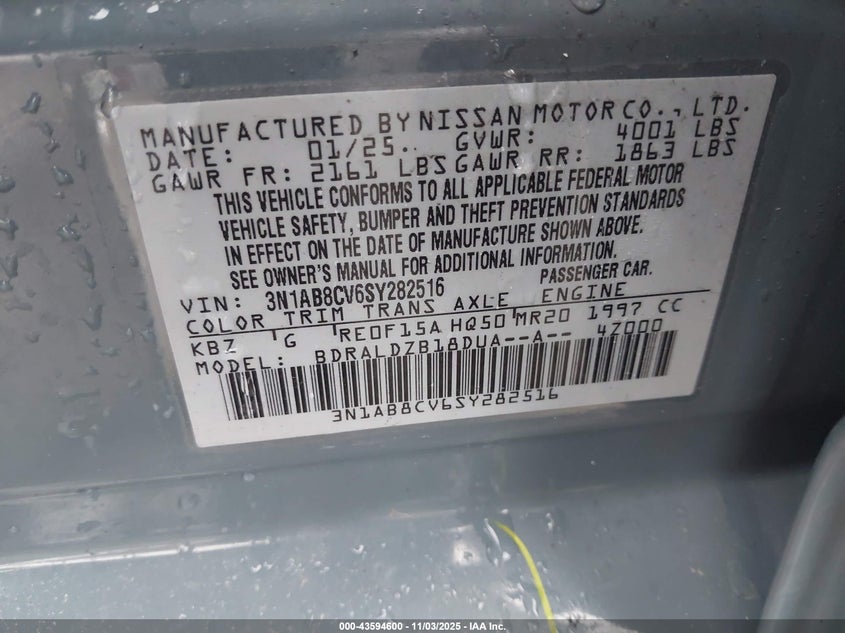 MANUFACTURED BY NISSAN MOTOR CO., LTD.
DATE: 01/25 GVWR: 4001 LBS
GAWR FR: 2161 LBS GAWR RR: 1863 LBS
THIS VEHICLE CONFORMS TO ALL APPLICABLE FEDERAL MOTOR
VEHICLE SAFETY, BUMPER AND THEFT PREVENTION STANDARDS
IN EFFECT ON THE DATE OF MANUFACTURE SHOWN ABOVE.
SEE OWNER'S MANUAL FOR ADDITIONAL INFORMATION.
VIN: 3N1AB8CV6SY282516 PASSENGER CAR.
COLOR TRIM TRANS AXLE ENGINE
KBZ G RE0F15A HQ50 MR20 1997 CC
MODEL: BDRALDZB18DUA--A-- 4Z000
3N1AB8CV6SY282516
000-43594600 - 11/03/2025 - IAA Inc.